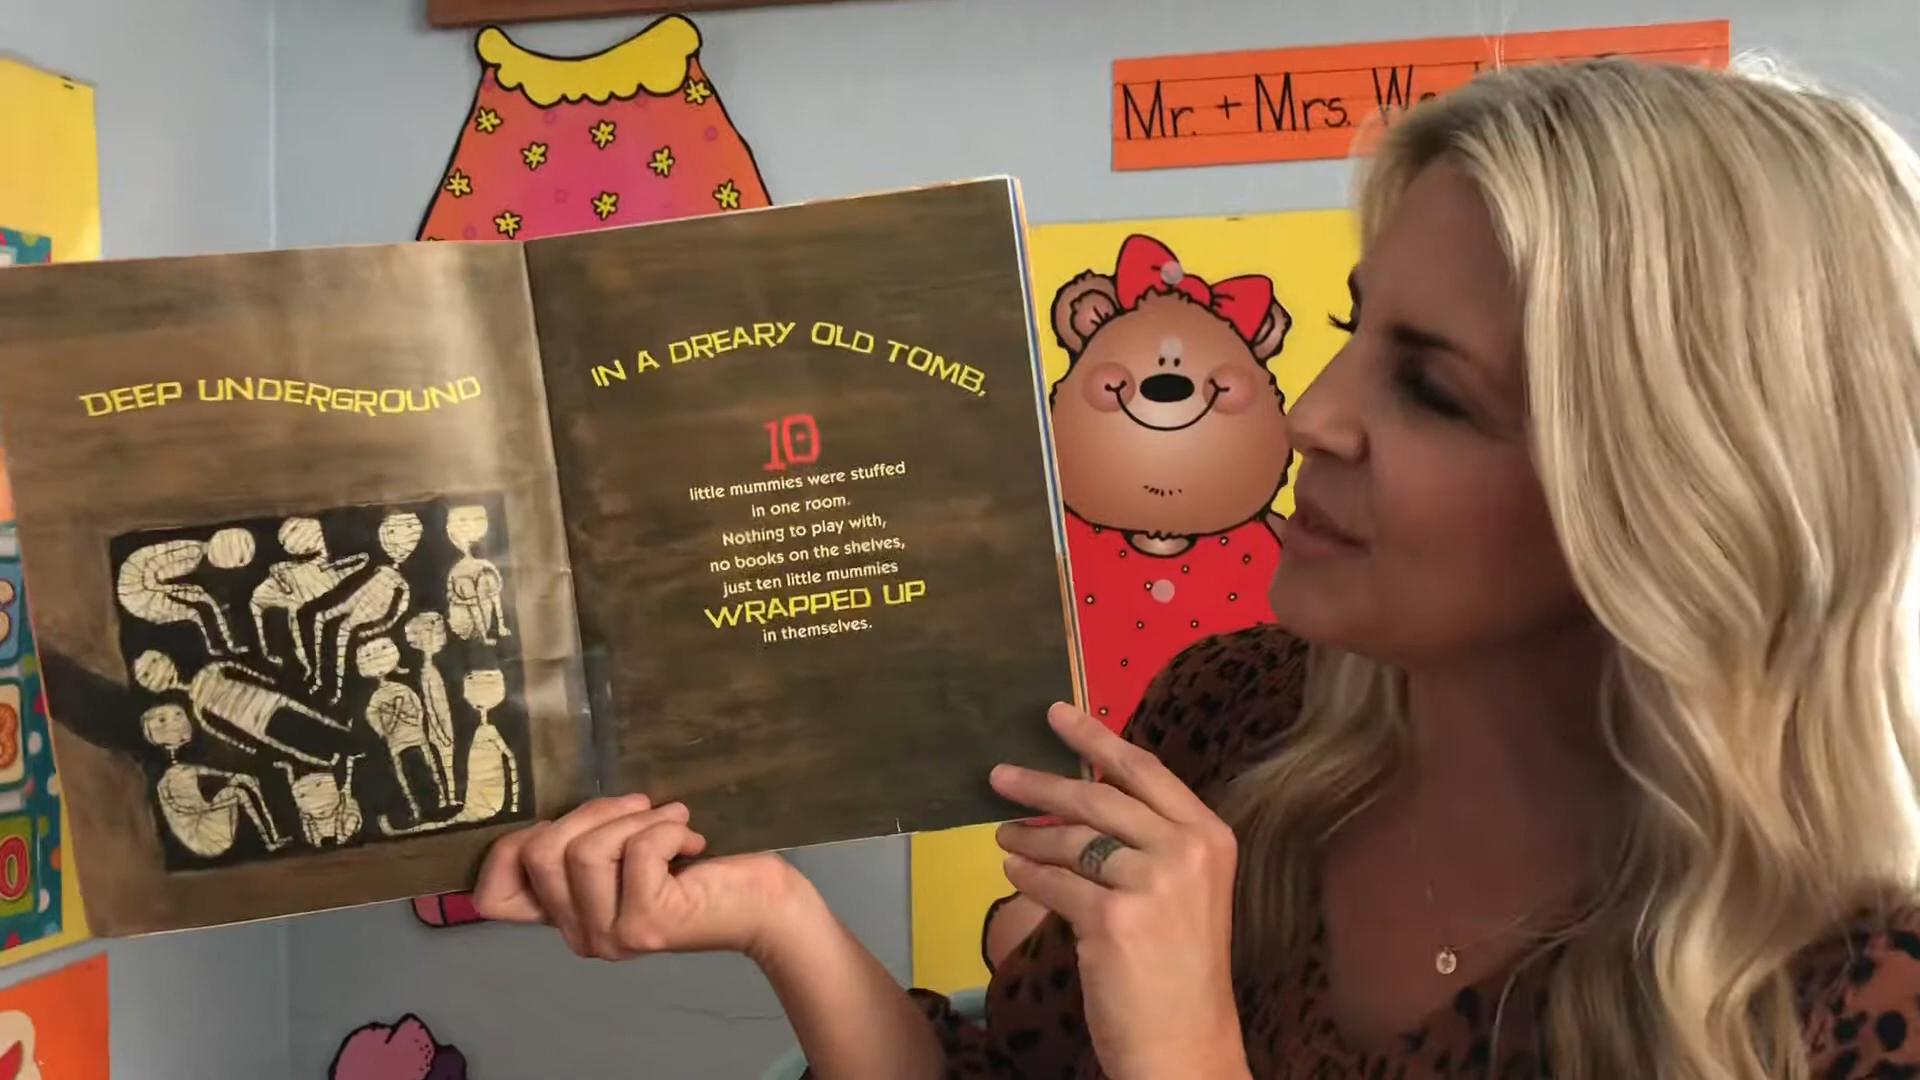 Mr. + Mrs.
DEEP UNDERGROUND
IN A DREARY OLD TOMB,
10
little mummies were stuffed
in one room.
Nothing to play with,
no books on the shelves,
just ten little mummies
WRAPPED UP
in themselves.